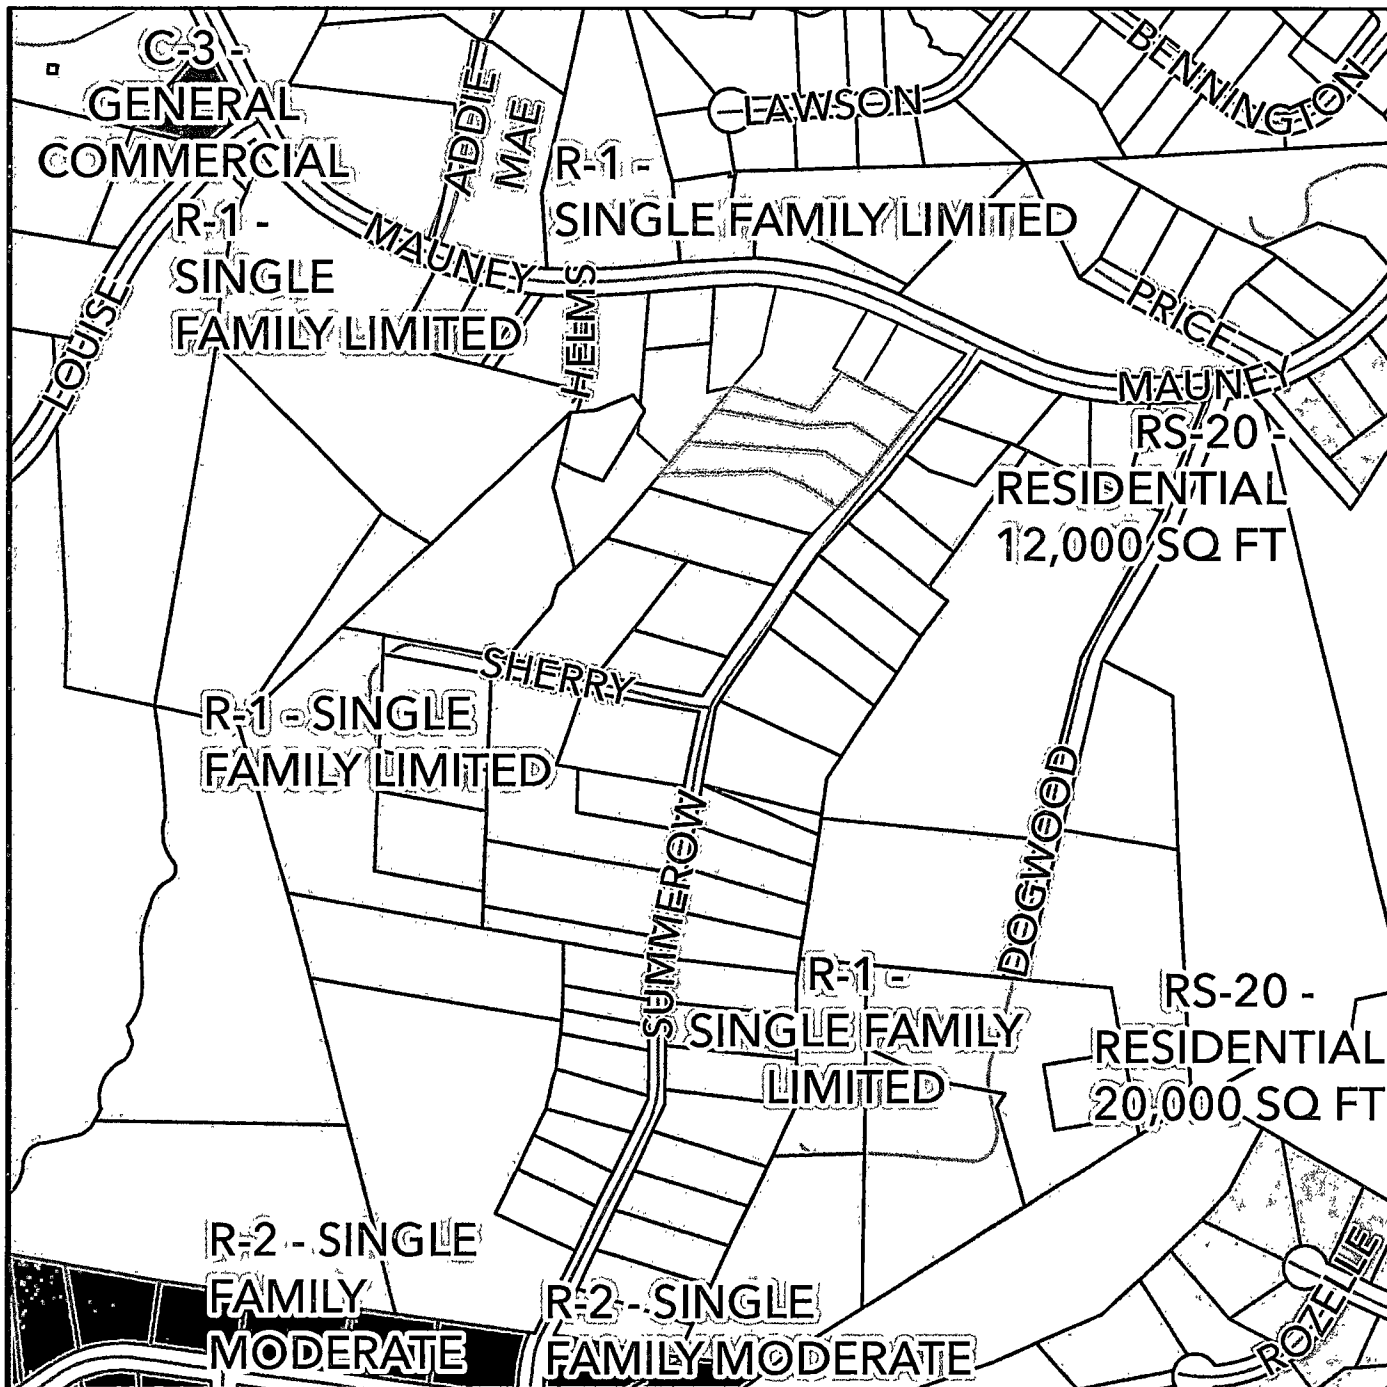 C-3 -
GENERAL
COMMERCIAL
ADDIE
MAE
LAWSON
BENNINGTON
R-1 -
SINGLE FAMILY LIMITED
R-1 -
SINGLE
FAMILY LIMITED
MAUNEY
LOUISE
HELMS
PRICE
MAUNEY
RS-20 -
RESIDENTIAL
12,000 SQ FT
SHERRY
R-1 - SINGLE
FAMILY LIMITED
SUMMEROW
DOGWOOD
R-1 -
SINGLE FAMILY
LIMITED
RS-20 -
RESIDENTIAL
20,000 SQ FT
R-2 - SINGLE
FAMILY
MODERATE
R-2 - SINGLE
FAMILY MODERATE